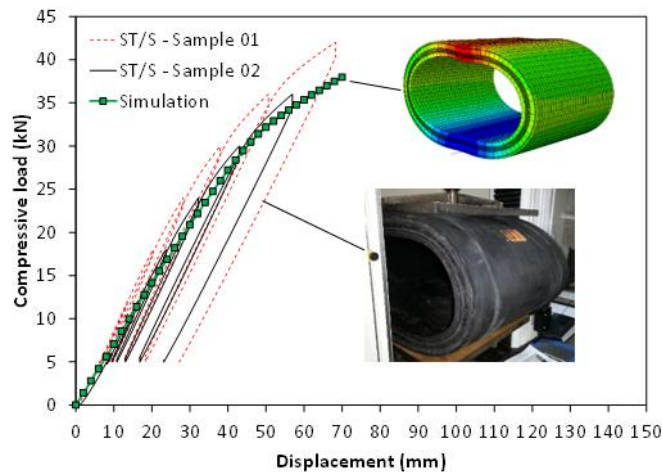 45
40
35
30
25
20
15
10
5
0
Compressive load (kN)
ST/S - Sample 01
ST/S - Sample 02
Simulation
0 10 20 30 40 50 60 70 80 90 100 110 120 130 140 150
Displacement (mm)